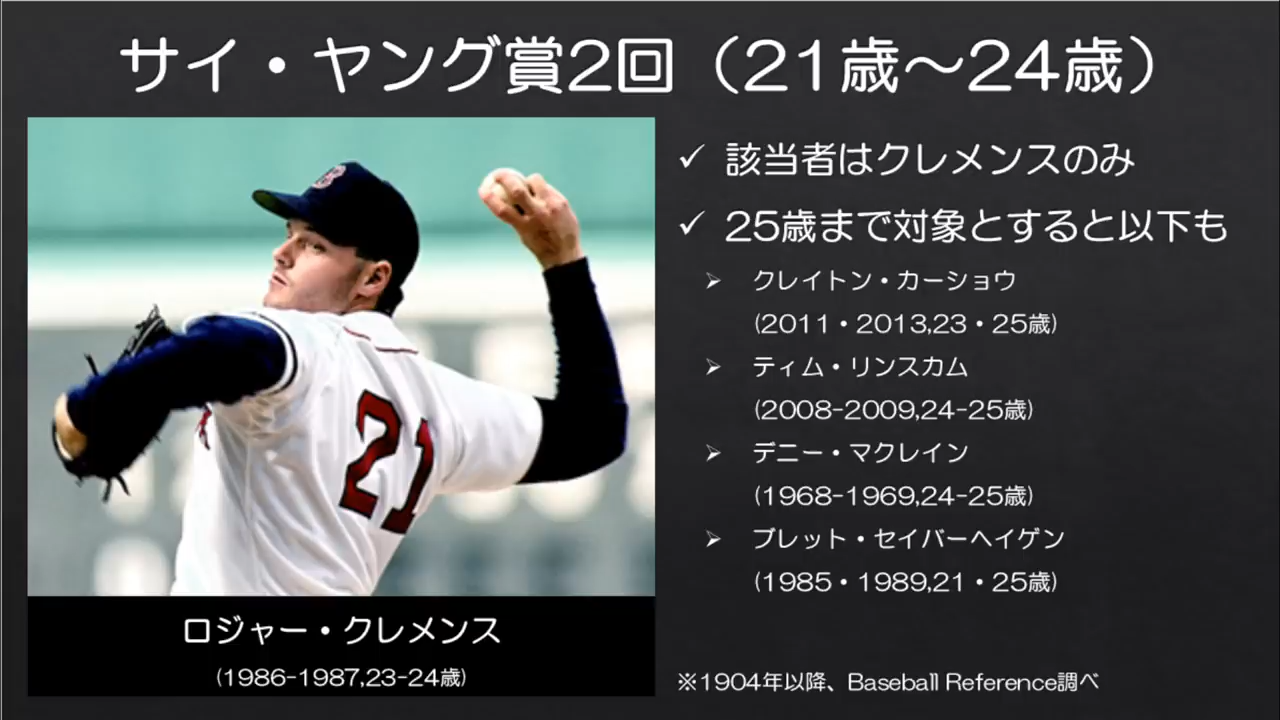 サイ・ヤング賞2回（21歳～24歳）
B
21
ロジャー・クレメンス
(1986-1987,23-24歳)
✓ 該当者はクレメンスのみ
✓ 25歳まで対象とすると以下も
➢ クレイトン・カーショウ
(2011・2013,23・25歳)
➢ ティム・リンスカム
(2008-2009,24-25歳)
➢ デニー・マクレイン
(1968-1969,24-25歳)
➢ ブレット・セイバーヘイゲン
(1985・1989,21・25歳)
※1904年以降、Baseball Reference調べ